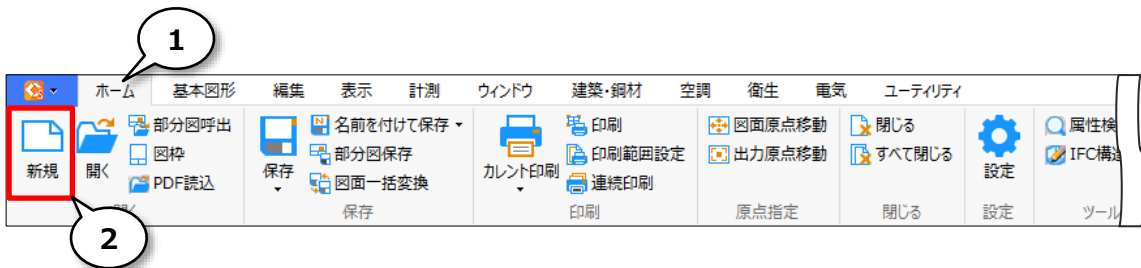 1
ホーム 基本図形 編集 表示 計測 ウィンドウ 建築・鋼材 空調 衛生 電気 ユーティリティ
新規
開く
部分図呼出
図枠
PDF読込
保存
名前を付けて保存
部分図保存
図面一括変換
保存
カレント印刷
印刷
印刷範囲設定
連続印刷
印刷
図面原点移動
出力原点移動
原点指定
閉じる
すべて閉じる
閉じる
設定
設定
属性検
IFC構造
ツール
2